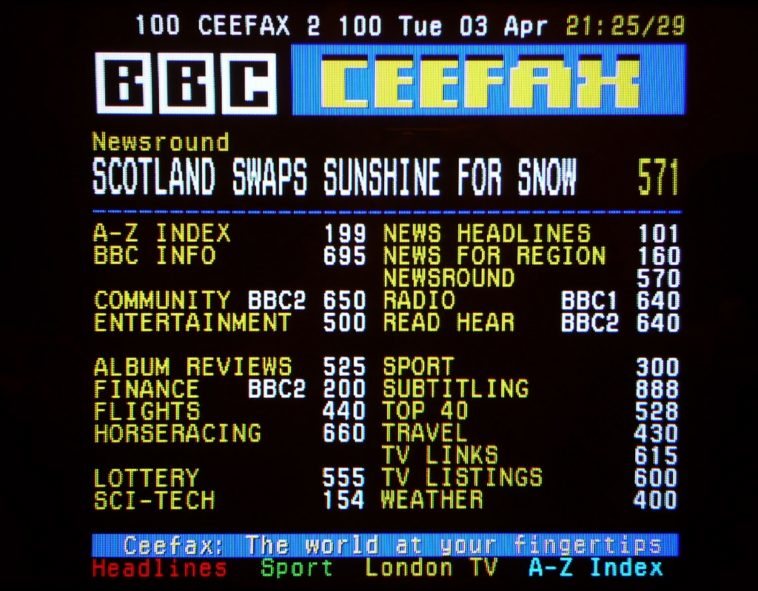 100 CEEFAX 2 100 Tue 03 Apr 21:25/29
BBC CEEFAX
Newsround
SCOTLAND SWAPS SUNSHINE FOR SNOW 571
A-Z INDEX 199 NEWS HEADLINES 101
BBC INFO 695 NEWS FOR REGION 160
NEWSROUND 570
COMMUNITY BBC2 650 RADIO BBC1 640
ENTERTAINMENT 500 READ HEAR BBC2 640
ALBUM REVIEWS 525 SPORT 300
FINANCE BBC2 200 SUBTITLING 888
FLIGHTS 440 TOP 40 528
HORSERACING 660 TRAVEL 430
TV LINKS 615
LOTTERY 555 TV LISTINGS 600
SCI-TECH 154 WEATHER 400
Ceefax: The world at your fingertips
Headlines Sport London TV A-Z Index